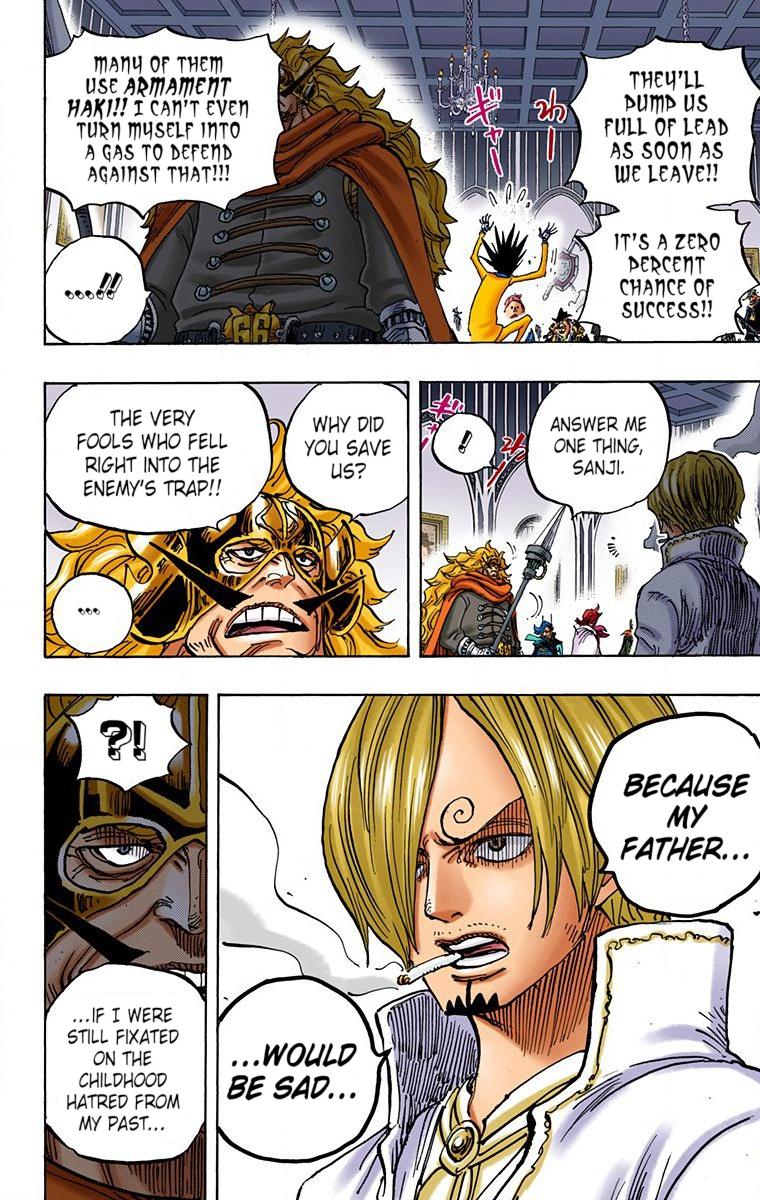 THEY'LL
DUMP US
FULL OF LEAD
AS SOON AS
WE LEAVE!!
IT'S A ZERO
PERCENT
CHANCE OF
SUCCESS!!
ギャー
わー
MANY OF THEM
USE ARMAMENT
HAKI!! I CAN'T EVEN
TURN MYSELF INTO
A GAS TO DEFEND
AGAINST THAT!!!
....!!
66
ANSWER ME
ONE THING,
SANJI.
!!
WHY DID
YOU SAVE
US?
THE VERY
FOOLS WHO FELL
RIGHT INTO THE
ENEMY'S TRAP!!
...
BECAUSE
MY
FATHER...
...WOULD
BE SAD...
?!
...IF I WERE
STILL FIXATED
ON THE
CHILDHOOD
HATRED FROM
MY PAST...